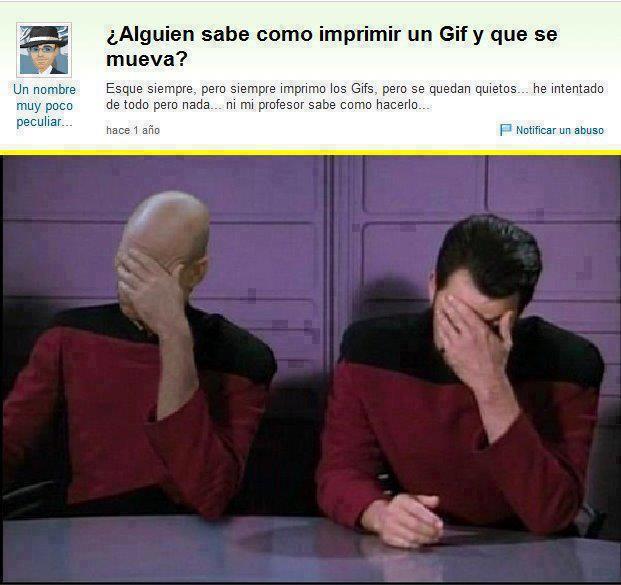 ¿Alguien sabe como imprimir un Gif y que se
mueva?
Un nombre
muy poco
peculiar...
Esque siempre, pero siempre imprimo los Gifs, pero se quedan quietos... he intentado
de todo pero nada... ni mi profesor sabe como hacerlo...
hace 1 año
Notificar un abuso